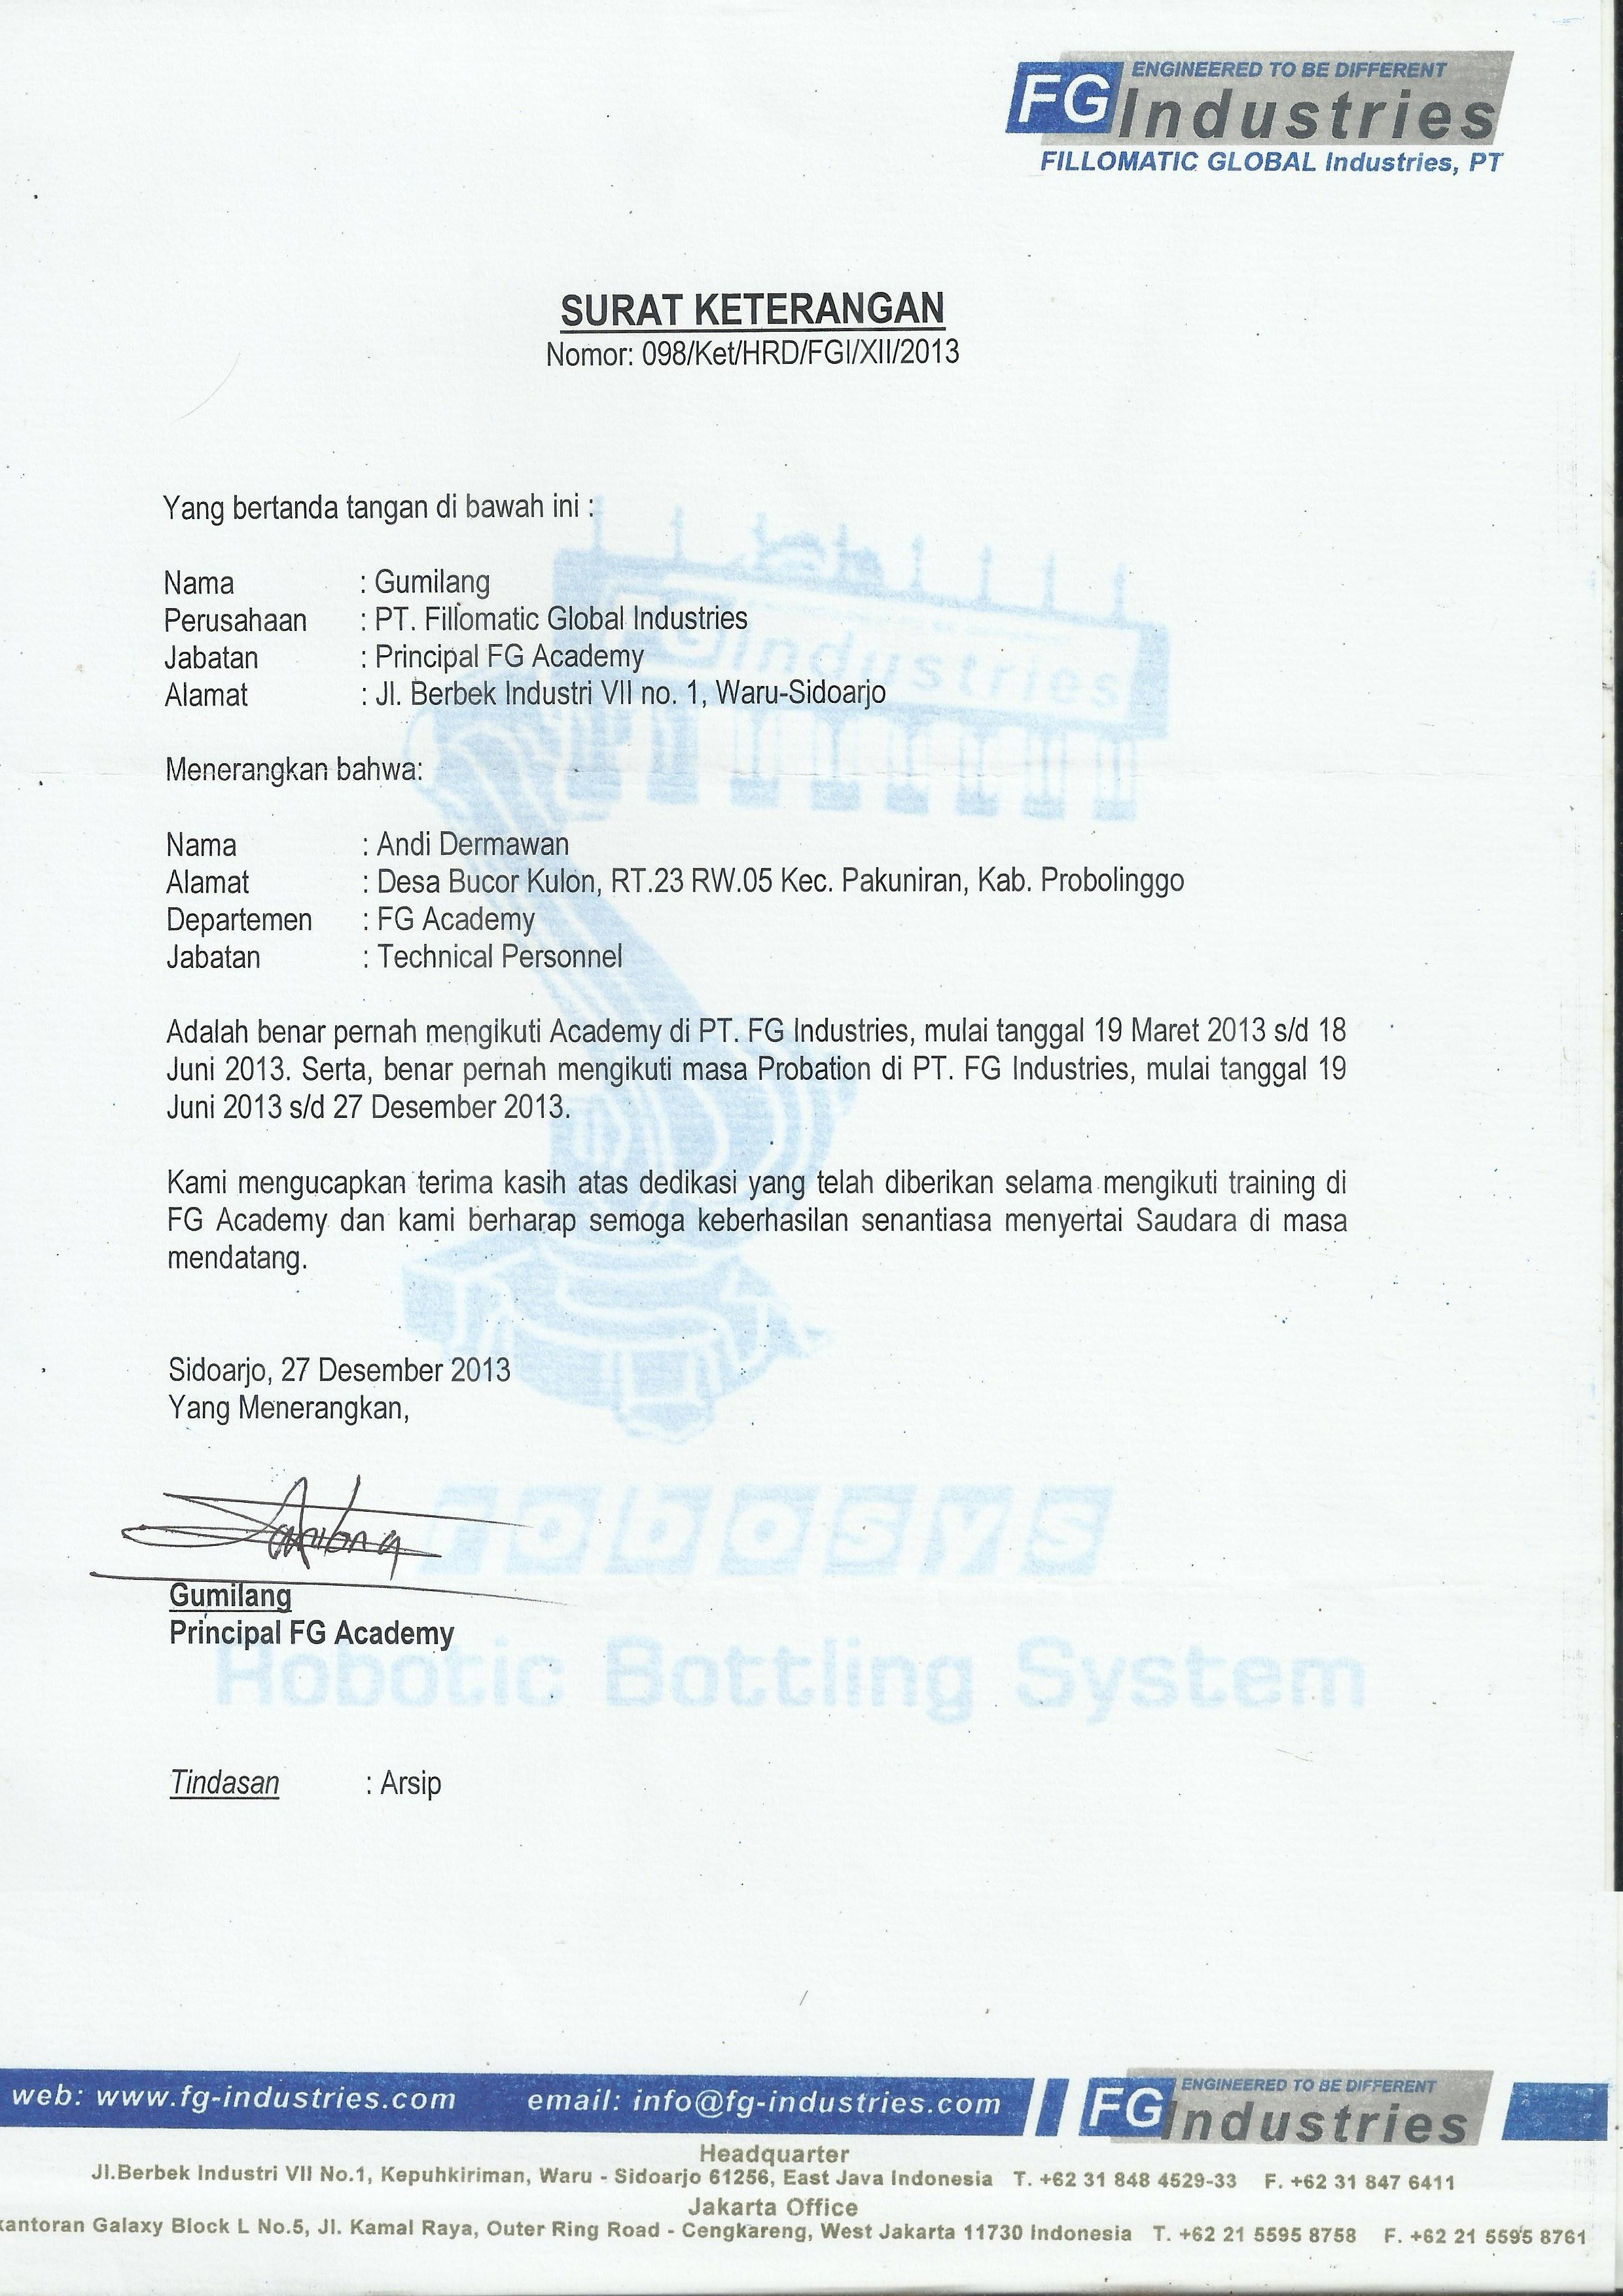 ENGINEERED TO BE DIFFERENT
FG Industries
FILLOMATIC GLOBAL Industries, PT
SURAT KETERANGAN
Nomor: 098/Ket/HRD/FGI/XII/2013
Yang bertanda tangan di bawah ini :
Nama : Gumilang
Perusahaan : PT. Fillomatic Global Industries
Jabatan : Principal FG Academy
Alamat : Jl. Berbek Industri VII no. 1, Waru-Sidoarjo
FG Industries
Menerangkan bahwa:
Nama : Andi Dermawan
Alamat : Desa Bucor Kulon, RT.23 RW.05 Kec. Pakuniran, Kab. Probolinggo
Departemen : FG Academy
Jabatan : Technical Personnel
Adalah benar pernah mengikuti Academy di PT. FG Industries, mulai tanggal 19 Maret 2013 s/d 18
Juni 2013. Serta, benar pernah mengikuti masa Probation di PT. FG Industries, mulai tanggal 19
Juni 2013 s/d 27 Desember 2013.
Kami mengucapkan terima kasih atas dedikasi yang telah diberikan selama mengikuti training di
FG Academy dan kami berharap semoga keberhasilan senantiasa menyertai Saudara di masa
mendatang.
Sidoarjo, 27 Desember 2013
Yang Menerangkan,
robosys
Gumilang
Principal FG Academy
Robotic Bottling System
Tindasan : Arsip
web: www.fg-industries.com email: info@fg-industries.com
ENGINEERED TO BE DIFFERENT
FG Industries
Headquarter
Jl.Berbek Industri VII No.1, Kepuhkiriman, Waru - Sidoarjo 61256, East Java Indonesia T. +62 31 848 4529-33 F. +62 31 847 6411
Jakarta Office
kantoran Galaxy Block L No.5, Jl. Kamal Raya, Outer Ring Road - Cengkareng, West Jakarta 11730 Indonesia T. +62 21 5595 8758 F. +62 21 5595 8761